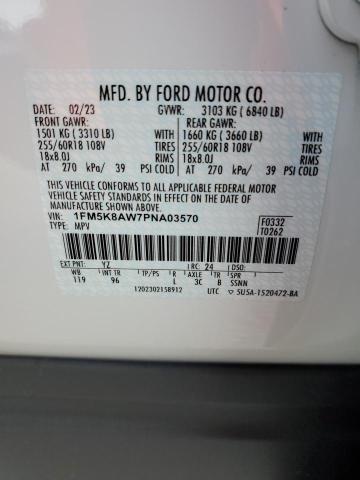 MFD. BY FORD MOTOR CO.
DATE: 02/23 GVWR: 3103 KG ( 6840 LB)
FRONT GAWR: REAR GAWR:
1501 KG ( 3310 LB) WITH 1660 KG ( 3660 LB) WITH
255/60R18 108V TIRES 255/60R18 108V TIRES
18x8.0J RIMS 18x8.0J RIMS
AT 270 kPa/ 39 PSI COLD AT 270 kPa/ 39 PSI COLD
THIS VEHICLE CONFORMS TO ALL APPLICABLE FEDERAL MOTOR
VEHICLE SAFETY AND THEFT PREVENTION STANDARDS IN
EFFECT ON THE DATE OF MANUFACTURE SHOWN ABOVE.
VIN: 1FM5K8AW7PNA03570 F0332
TYPE: MPV T0262
EXT PNT: YZ RC: 24 DSO:
WB INT TR TP/PS R AXLE TR SPR
119 96 L 3C B SSNN
1202302158912 UTC 5U5A-1520472-BA